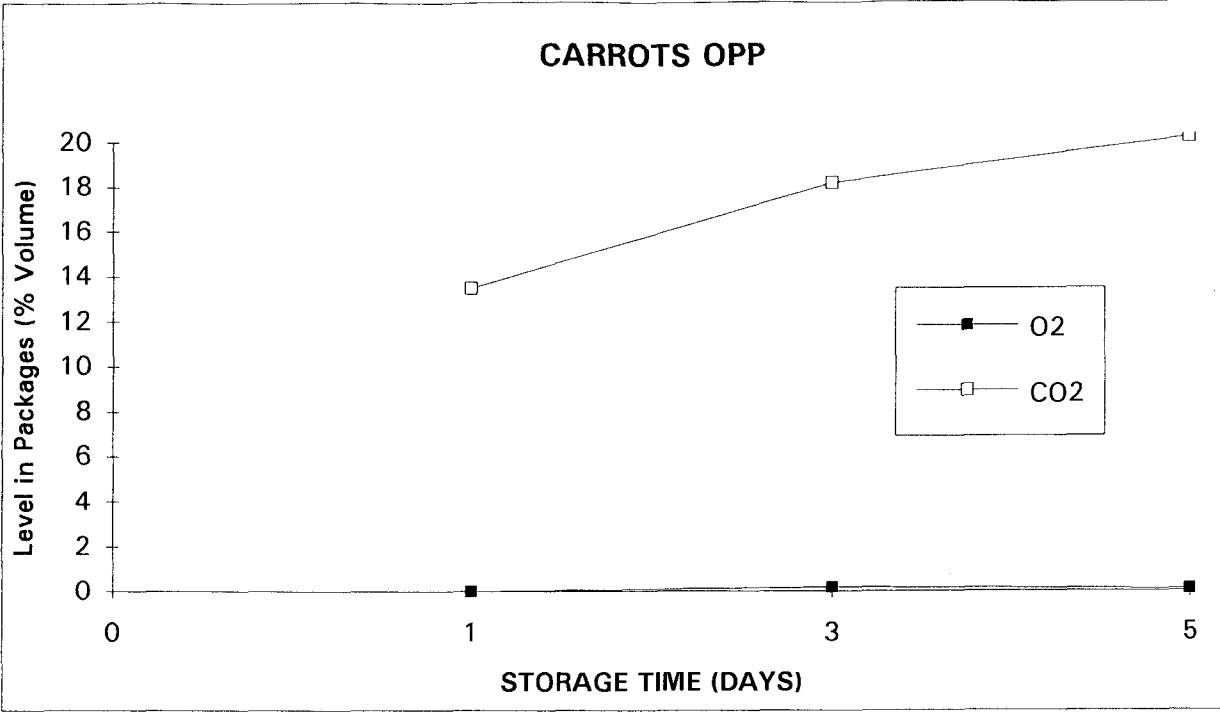 CARROTS OPP
Level in Packages (% Volume)
20
18
16
14
12
10
8
6
4
2
0
0 1 3 5
STORAGE TIME (DAYS)
O2
CO2